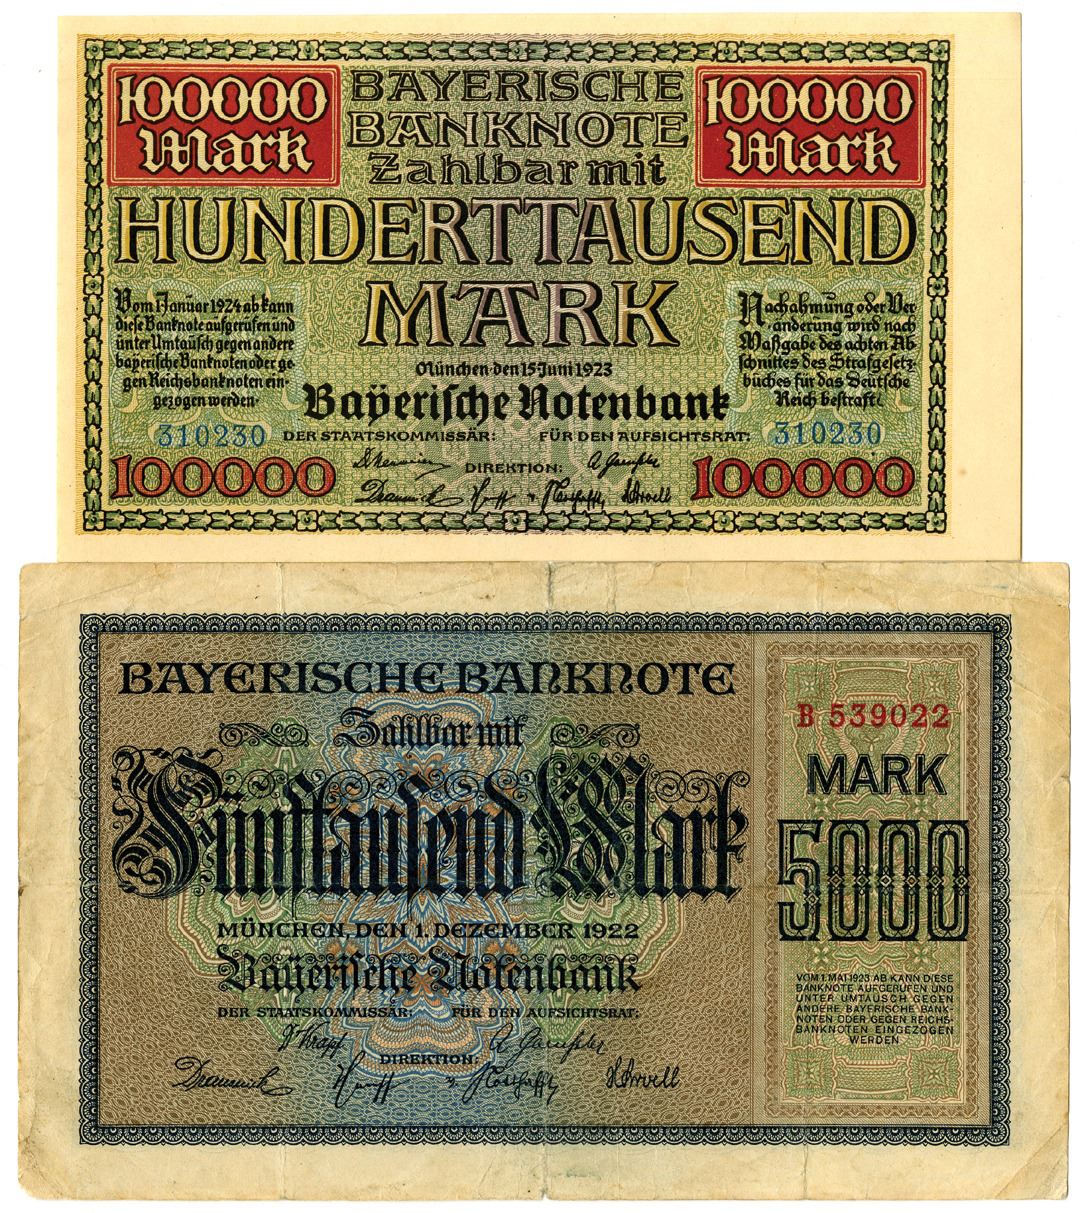 100000
Mark
BAYERISCHE
BANKNOTE
Zahlbar mit
100000
Mark
HUNDERTTAUSEND
MARK
Vom 1 Januar 1924 ab kann
diese Banknote aufgerufen und
unter Umtausch gegen andere
bayerische Banknoten oder ge-
gen Reichsbanknoten ein-
gezogen werden.
München·den 15·Juni 1923
Bayerische Notenbank
Nachahmung oder Ver-
änderung wird nach
Maßgabe des achten Ab-
schnittes des Strafgesetz-
buches für das Deutsche
Reich bestraft.
310230
DER STAATSKOMMISSÄR:
FÜR DEN AUFSICHTSRAT:
310230
100000
DIREKTION:
100000
BAYERISCHE BANKNOTE
Zahlbar mit
Fünftausend Mark
MÜNCHEN, DEN 1. DEZEMBER 1922
Bayerische Notenbank
DER STAATSKOMMISSÄR:
FÜR DEN AUFSICHTSRAT:
DIREKTION:
B 539022
MARK
5000
VOM 1. MAI 1923 AB KANN DIESE
BANKNOTE AUFGERUFEN UND
UNTER UMTAUSCH GEGEN
ANDERE BAYERISCHE BANK-
NOTEN ODER GEGEN REICHS-
BANKNOTEN EINGEZOGEN
WERDEN